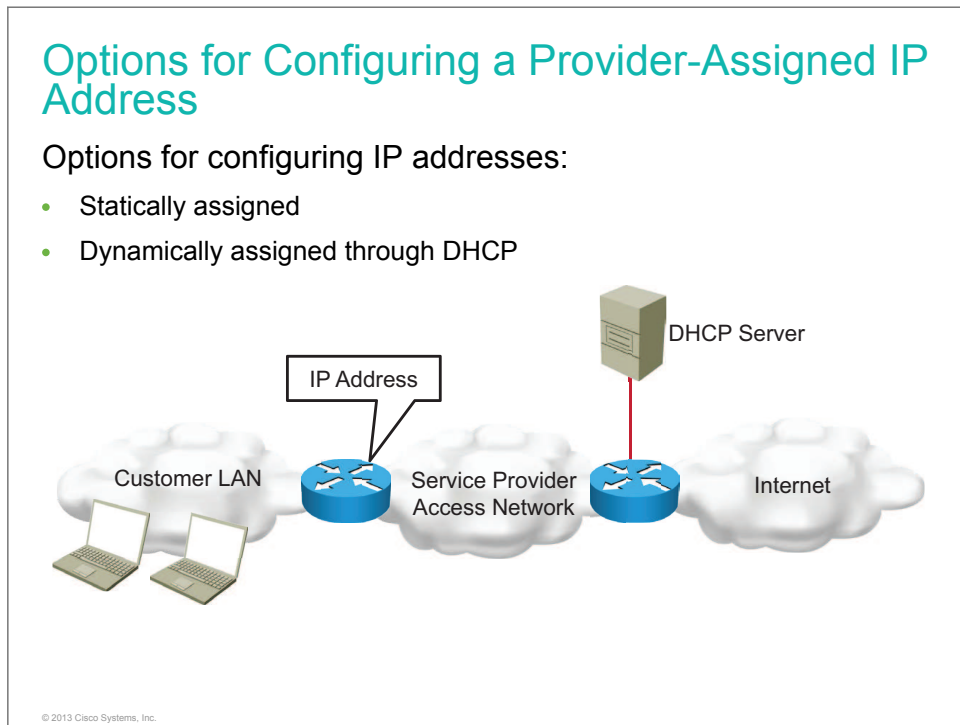 Options for Configuring a Provider-Assigned IP
Address
Options for configuring IP addresses:
• Statically assigned
• Dynamically assigned through DHCP
DHCP Server
IP Address
Customer LAN
Service Provider
Access Network
Internet
© 2013 Cisco Systems, Inc.